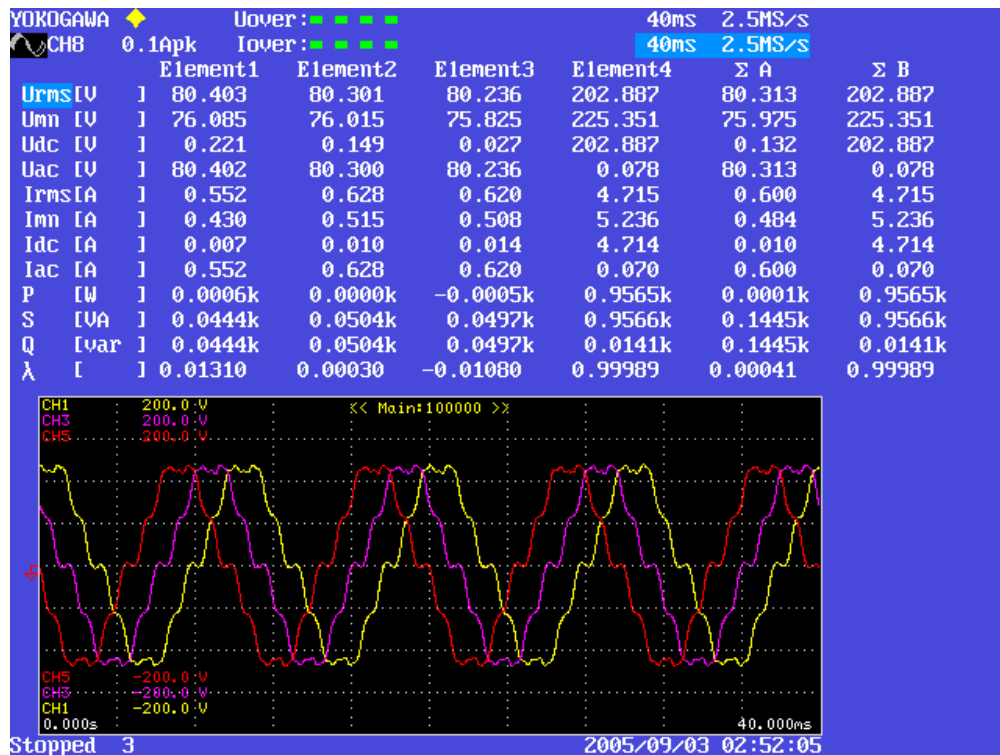 YOKOGAWA Uover: 40ms 2.5MS/s
CH8 0.1Apk Iover: 40ms 2.5MS/s
Element1 Element2 Element3 Element4 Σ A Σ B
Urms[V ] 80.403 80.301 80.236 202.887 80.313 202.887
Umn [V ] 76.085 76.015 75.825 225.351 75.975 225.351
Udc [V ] 0.221 0.149 0.027 202.887 0.132 202.887
Uac [V ] 80.402 80.300 80.236 0.078 80.313 0.078
Irms[A ] 0.552 0.628 0.620 4.715 0.600 4.715
Imn [A ] 0.430 0.515 0.508 5.236 0.484 5.236
Idc [A ] 0.007 0.010 0.014 4.714 0.010 4.714
Iac [A ] 0.552 0.628 0.620 0.070 0.600 0.070
P [W ] 0.0006k 0.0000k -0.0005k 0.9565k 0.0001k 0.9565k
S [VA ] 0.0444k 0.0504k 0.0497k 0.9566k 0.1445k 0.9566k
Q [var ] 0.0444k 0.0504k 0.0497k 0.0141k 0.1445k 0.0141k
λ [ ] 0.01310 0.00030 -0.01080 0.99989 0.00041 0.99989
CH1 200.0 V << Main:100000 >>
CH3 200.0 V
CH5 200.0 V
CH5 -200.0 V
CH3 -200.0 V
CH1 -200.0 V
0.000s 40.000ms
Stopped 3 2005/09/03 02:52:05